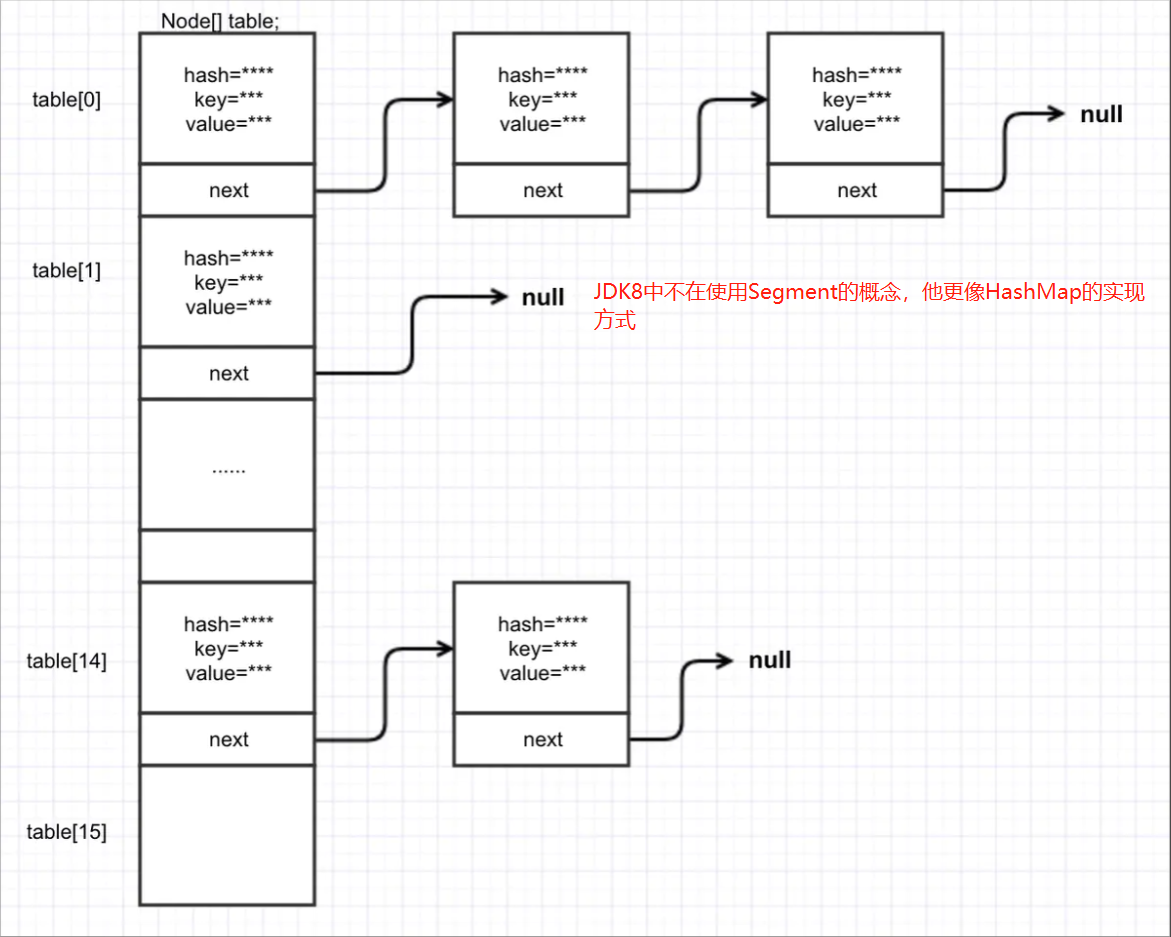 Node[] table;
table[0]
hash=****
key=***
value=***
next
hash=****
key=***
value=***
next
hash=****
key=***
value=***
next
null
table[1]
hash=****
key=***
value=***
next
null
JDK8中不在使用Segment的概念，他更像HashMap的实现
方式
......
table[14]
hash=****
key=***
value=***
next
hash=****
key=***
value=***
next
null
table[15]